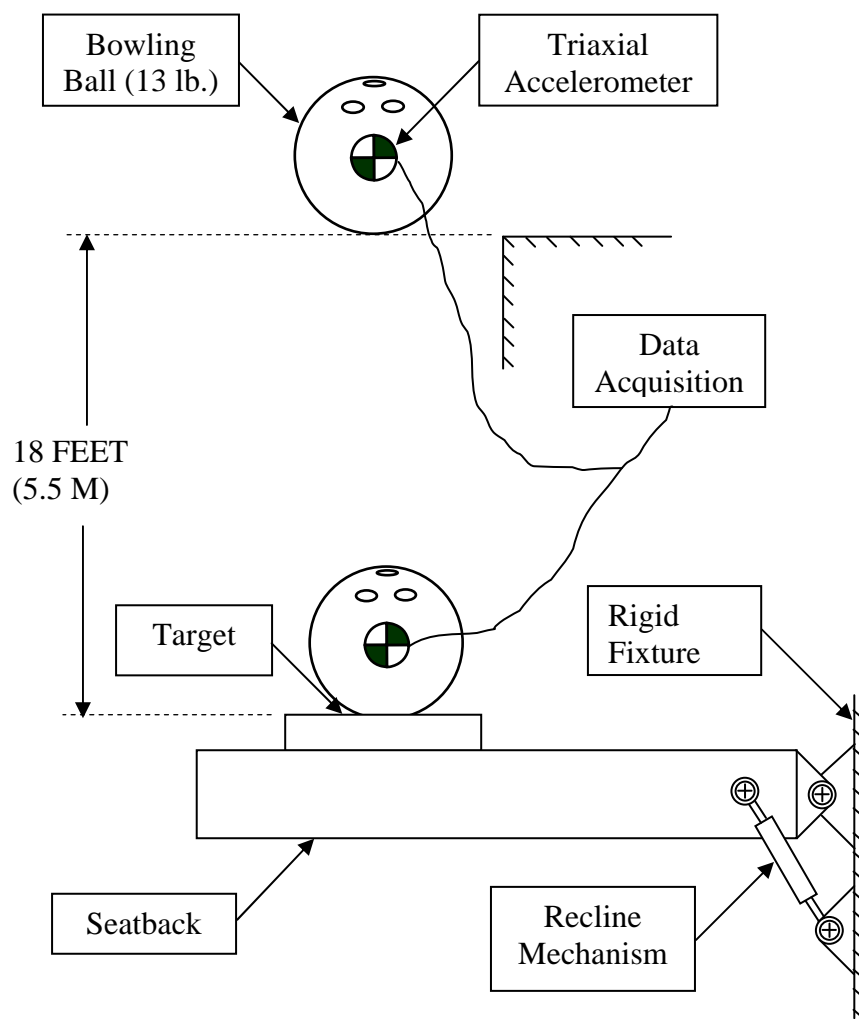 Bowling
Ball (13 lb.)
Triaxial
Accelerometer
Data
Acquisition
18 FEET
(5.5 M)
Target
Rigid
Fixture
Seatback
Recline
Mechanism